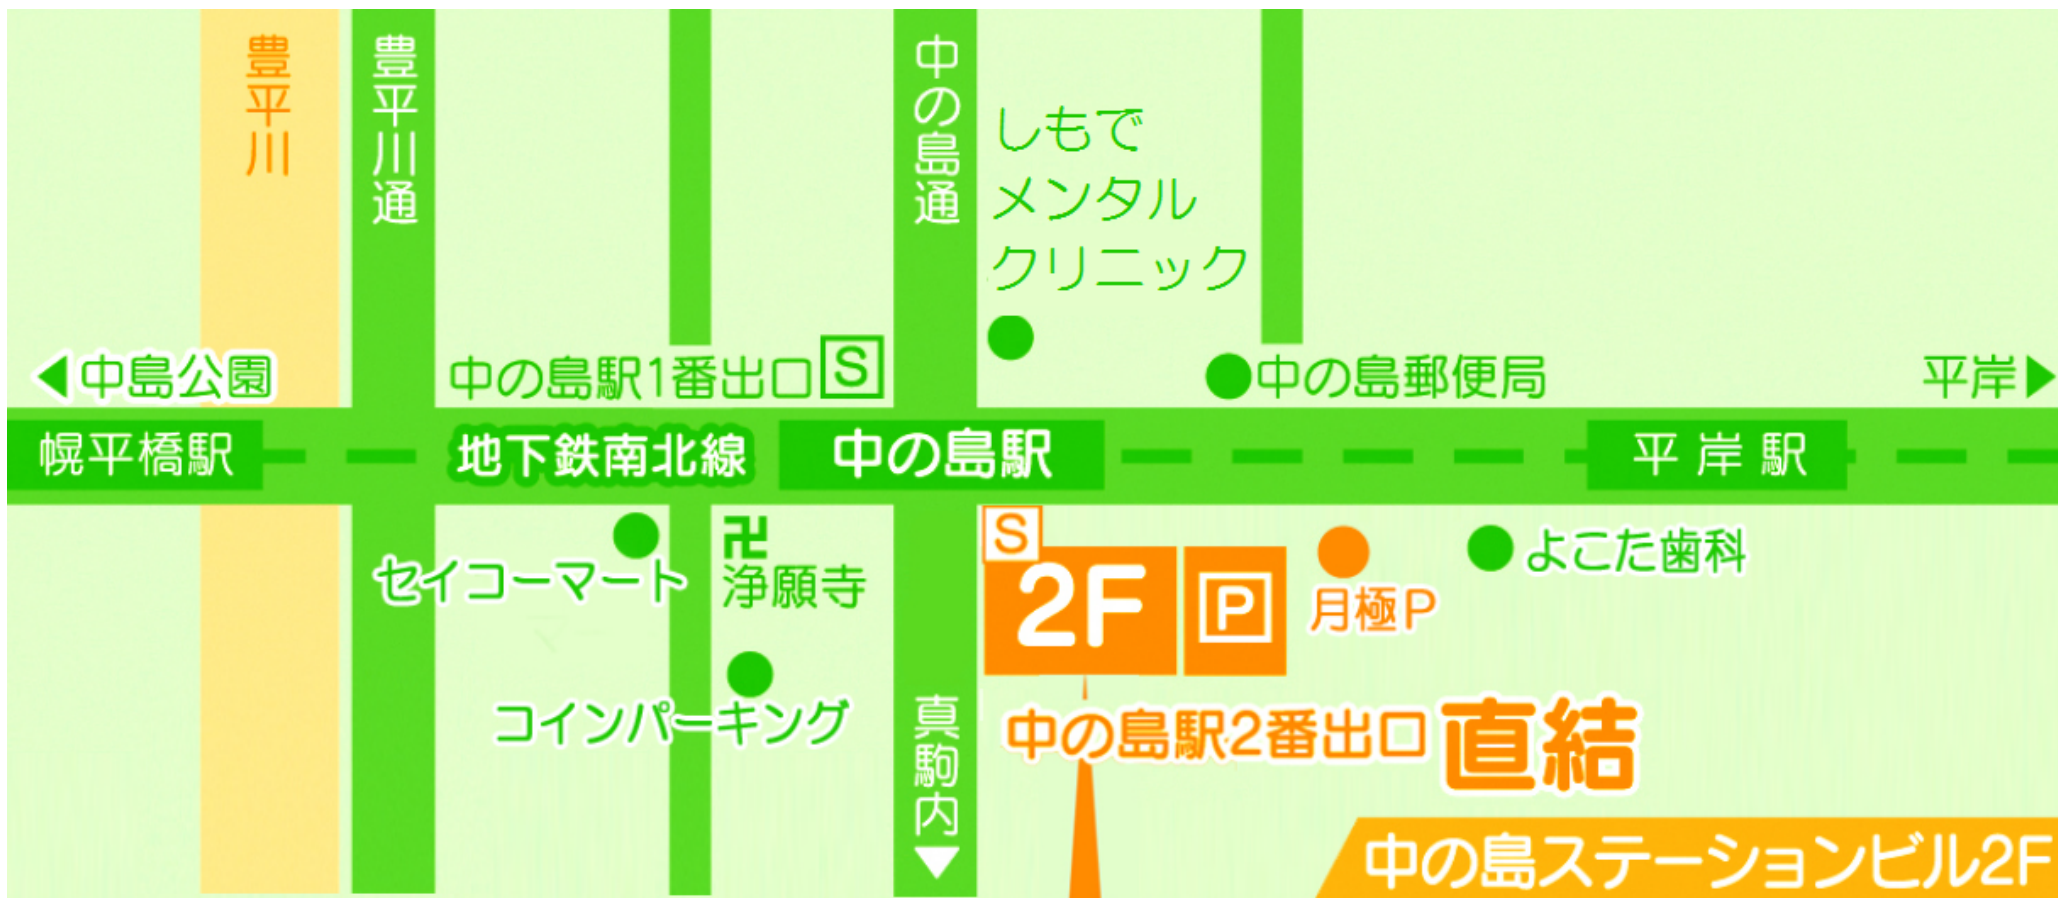 豊平川
豊平川通
中の島通
しもで
メンタル
クリニック
中島公園
中の島駅1番出口
S
中の島郵便局
平岸
幌平橋駅
地下鉄南北線
中の島駅
平岸駅
セイコーマート
卍
浄願寺
S
2F
P
月極P
よこた歯科
コインパーキング
真駒内
中の島駅2番出口
直結
中の島ステーションビル2F